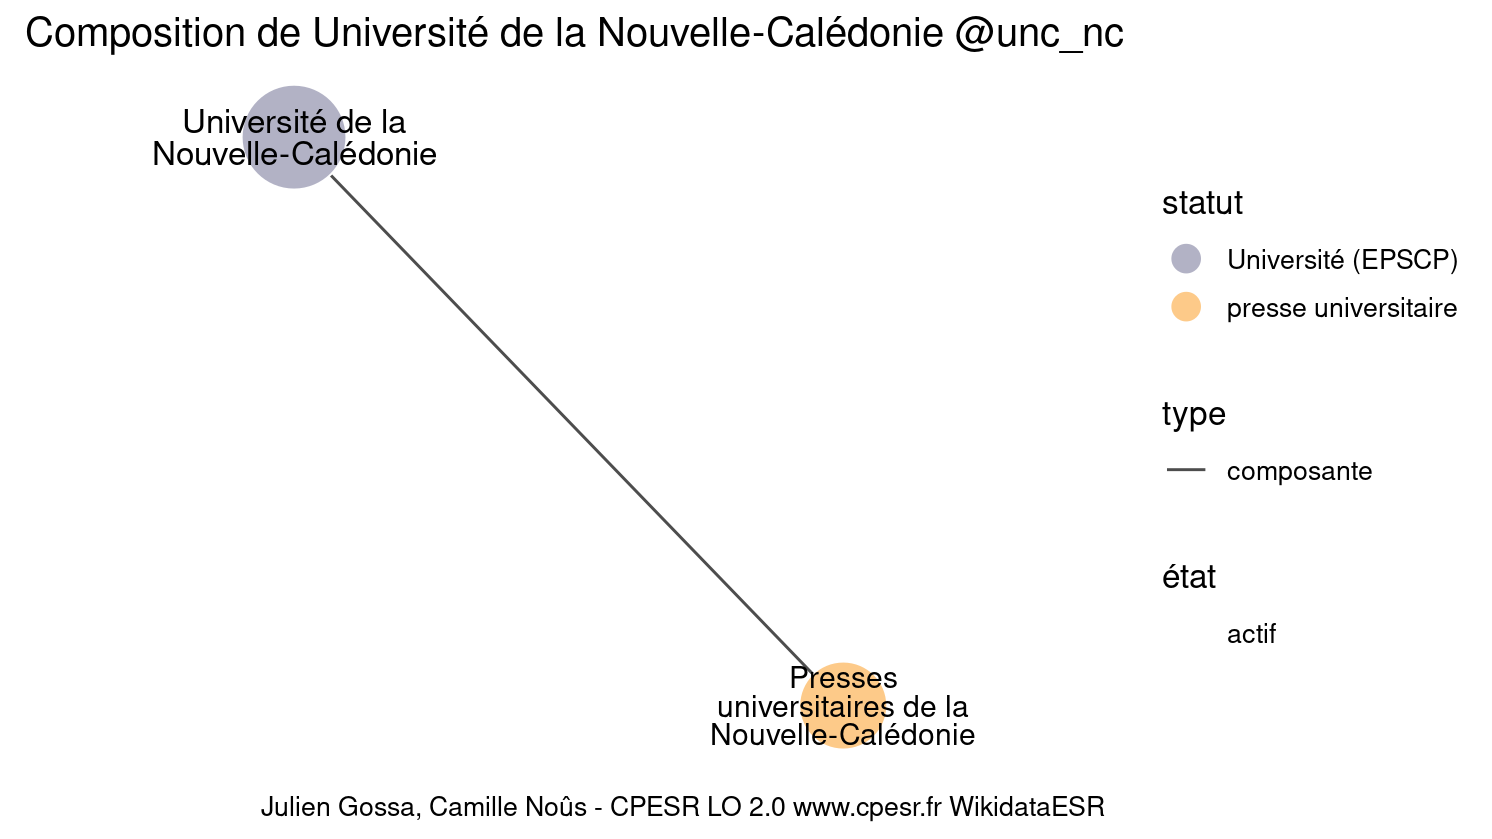 Composition de Université de la Nouvelle-Calédonie @unc_nc
Université de la
Nouvelle-Calédonie
statut
Université (EPSCP)
presse universitaire
type
composante
état
actif
Presses
universitaires de la
Nouvelle-Calédonie
Julien Gossa, Camille Noûs - CPESR LO 2.0 www.cpesr.fr WikidataESR